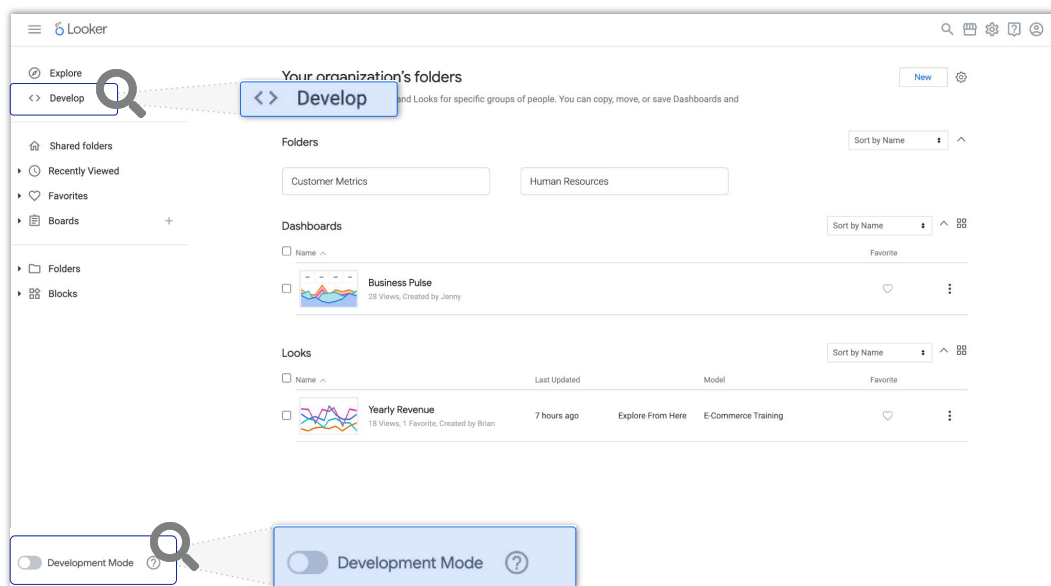 Looker
Explore
Develop
Shared folders
Recently Viewed
Favorites
Boards
Folders
Blocks
Development Mode
Your organization's folders
New
Develop
and Looks for specific groups of people. You can copy, move, or save Dashboards and
Folders
Sort by Name
Customer Metrics
Human Resources
Dashboards
Sort by Name
Name
Favorite
Business Pulse
28 Views, Created by Jenny
Looks
Sort by Name
Name Last Updated Model Favorite
Yearly Revenue
18 Views, 1 Favorite, Created by Brian
7 hours ago Explore From Here E-Commerce Training
Development Mode